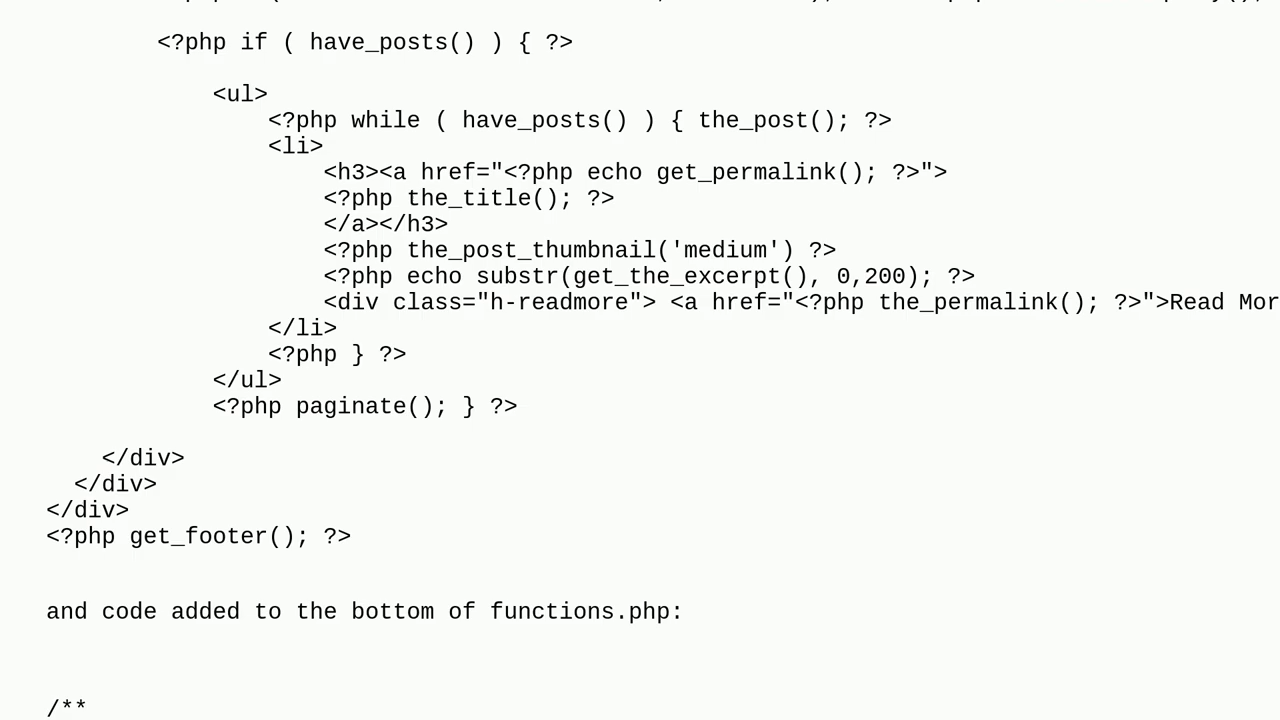 <?php if ( have_posts() ) { ?>
<ul>
<?php while ( have_posts() ) { the_post(); ?>
<li>
<h3><a href="<?php echo get_permalink(); ?>">
<?php the_title(); ?>
</a></h3>
<?php the_post_thumbnail('medium') ?>
<?php echo substr(get_the_excerpt(), 0,200); ?>
<div class="h-readmore"> <a href="<?php the_permalink(); ?>">Read Mor
</li>
<?php } ?>
</ul>
<?php paginate(); } ?>
</div>
</div>
</div>
<?php get_footer(); ?>
and code added to the bottom of functions.php:
/**